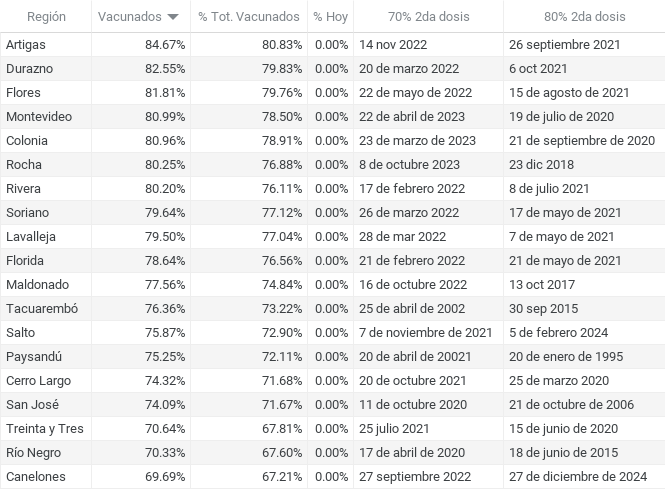 Región Vacunados % Tot. Vacunados % Hoy 70% 2da dosis 80% 2da dosis
Artigas 84.67% 80.83% 0.00% 14 nov 2022 26 septiembre 2021
Durazno 82.55% 79.83% 0.00% 20 de marzo 2022 6 oct 2021
Flores 81.81% 79.76% 0.00% 22 de mayo de 2022 15 de agosto de 2021
Montevideo 80.99% 78.50% 0.00% 22 de abril de 2023 19 de julio de 2020
Colonia 80.96% 78.91% 0.00% 23 de marzo de 2023 21 de septiembre de 2020
Rocha 80.25% 76.88% 0.00% 8 de octubre 2023 23 dic 2018
Rivera 80.20% 76.11% 0.00% 17 de febrero 2022 8 de julio 2021
Soriano 79.64% 77.12% 0.00% 26 de marzo 2022 17 de mayo de 2021
Lavalleja 79.50% 77.04% 0.00% 28 de mar 2022 7 de mayo de 2021
Florida 78.64% 76.56% 0.00% 21 de febrero 2022 21 de mayo de 2021
Maldonado 77.56% 74.84% 0.00% 16 de octubre 2022 13 oct 2017
Tacuarembó 76.36% 73.22% 0.00% 25 de abril de 2002 30 sep 2015
Salto 75.87% 72.90% 0.00% 7 de noviembre de 2021 5 de febrero 2024
Paysandú 75.25% 72.11% 0.00% 20 de abril de 20021 20 de enero de 1995
Cerro Largo 74.32% 71.68% 0.00% 20 de octubre 2021 25 de marzo 2020
San José 74.09% 71.67% 0.00% 11 de octubre 2020 21 de octubre de 2006
Treinta y Tres 70.64% 67.81% 0.00% 25 julio 2021 15 de junio de 2020
Río Negro 70.33% 67.60% 0.00% 17 de abril de 2020 18 de junio de 2015
Canelones 69.69% 67.21% 0.00% 27 septiembre 2022 27 de diciembre de 2024